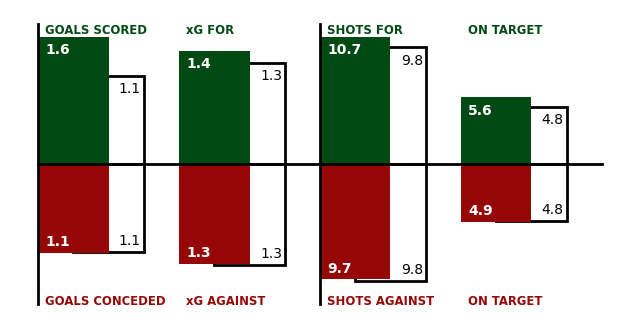 GOALS SCORED xG FOR SHOTS FOR ON TARGET
1.6 1.1 1.4 1.3 10.7 9.8 5.6 4.8
1.1 1.1 1.3 1.3 9.7 9.8 4.9 4.8
GOALS CONCEDED xG AGAINST SHOTS AGAINST ON TARGET